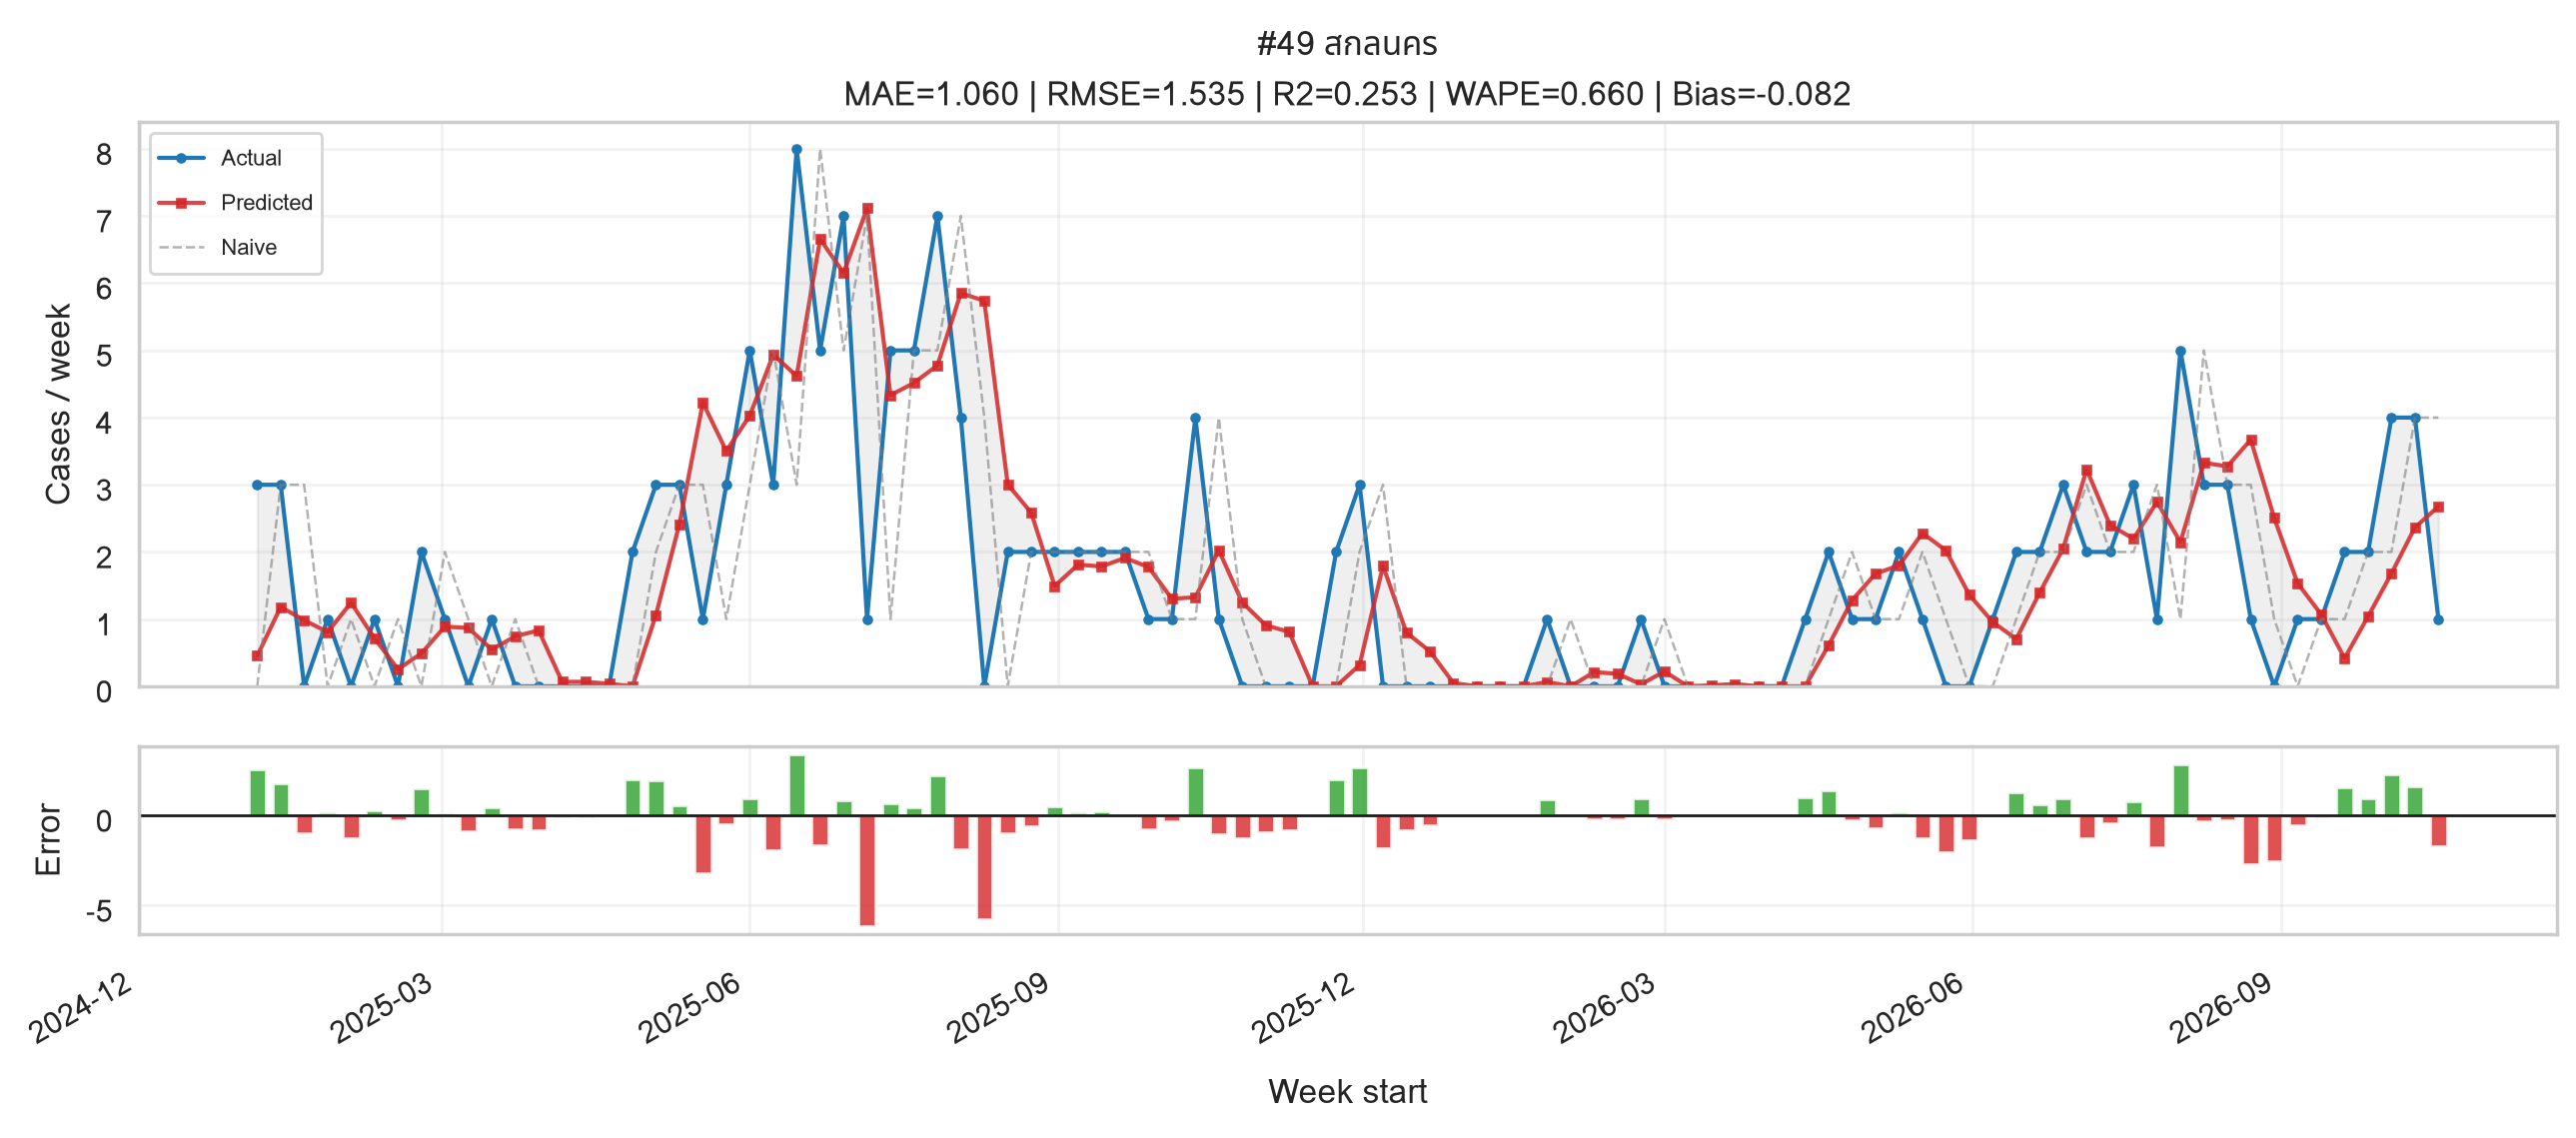 #49 สกลนคร
MAE=1.060 | RMSE=1.535 | R2=0.253 | WAPE=0.660 | Bias=-0.082
Actual
Predicted
Naive
Cases / week
8
7
6
5
4
3
2
1
0
Error
0
-5
2024-12
2025-03
2025-06
2025-09
2025-12
2026-03
2026-06
2026-09
Week start